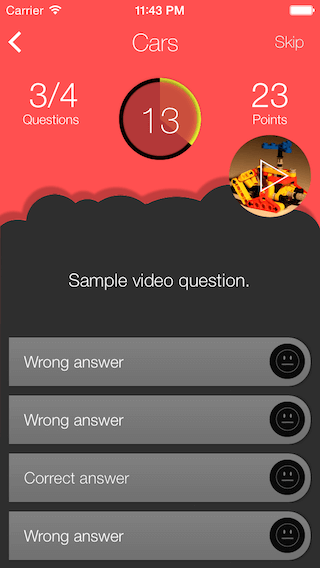 Carrier 11:43 PM
Cars Skip
3/4 13 23
Questions Points
Sample video question.
Wrong answer
Wrong answer
Correct answer
Wrong answer